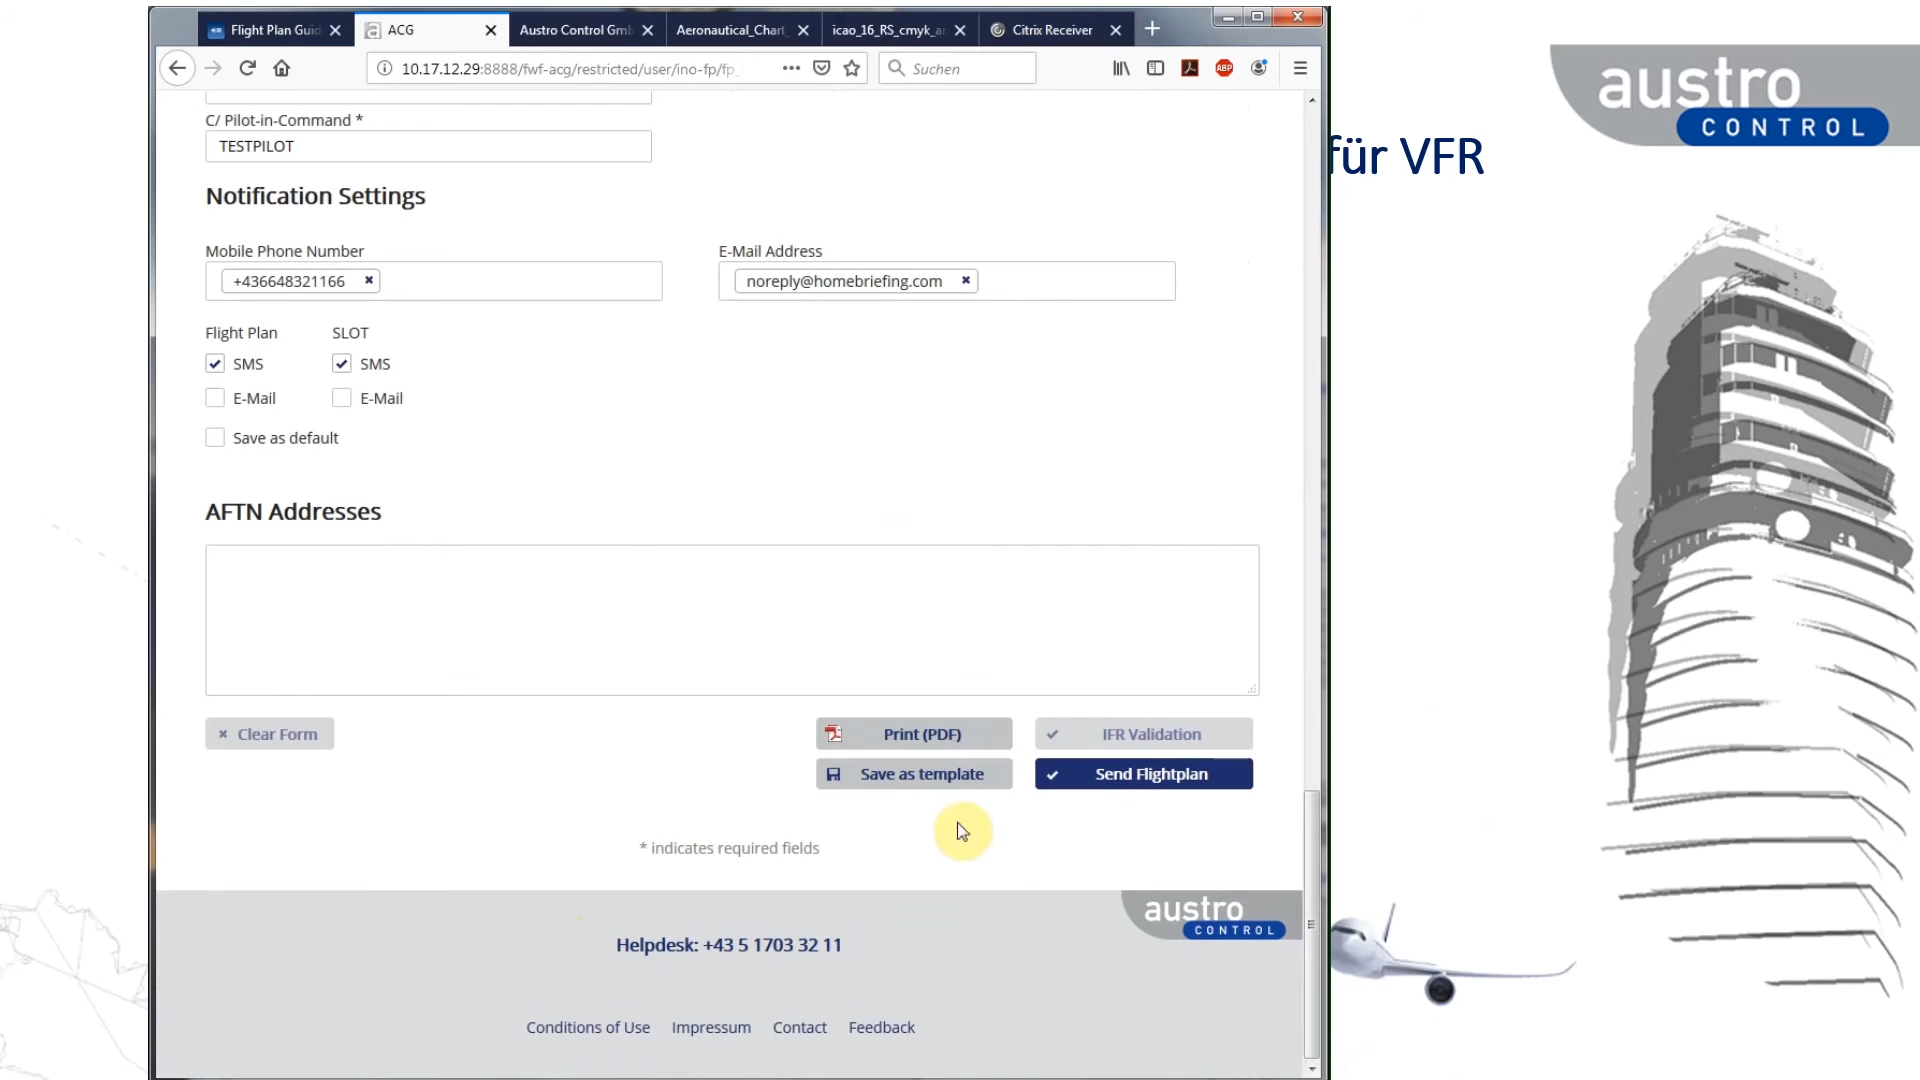 Flight Plan Guid
ACG
Austro Control Gmb
Aeronautical_Chart_
icao_16_RS_cmyk_a
Citrix Receiver
10.17.12.29:8888/fwf-acg/restricted/user/ino-fp/fp_
Suchen
ABP
austro
CONTROL
für VFR
C/ Pilot-in-Command *
TESTPILOT
Notification Settings
Mobile Phone Number
E-Mail Address
+436648321166
noreply@homebriefing.com
Flight Plan
SLOT
SMS
SMS
E-Mail
E-Mail
Save as default
AFTN Addresses
Clear Form
Print (PDF)
IFR Validation
Save as template
Send Flightplan
* indicates required fields
austro
CONTROL
Helpdesk: +43 5 1703 32 11
Conditions of Use
Impressum
Contact
Feedback